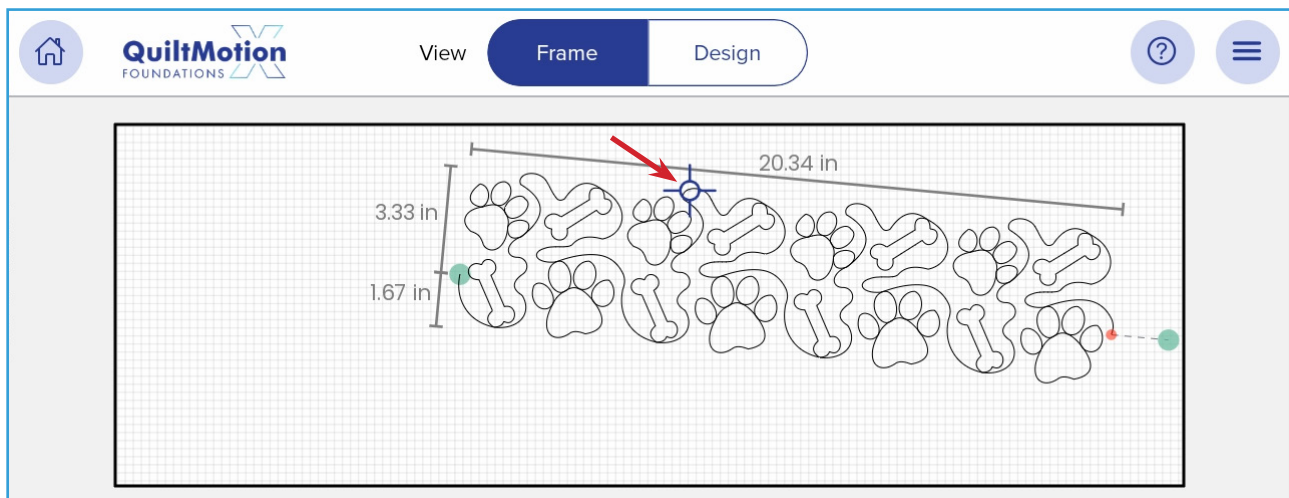 QuiltMotion X
FOUNDATIONS
View
Frame
Design
?
20.34 in
3.33 in
1.67 in